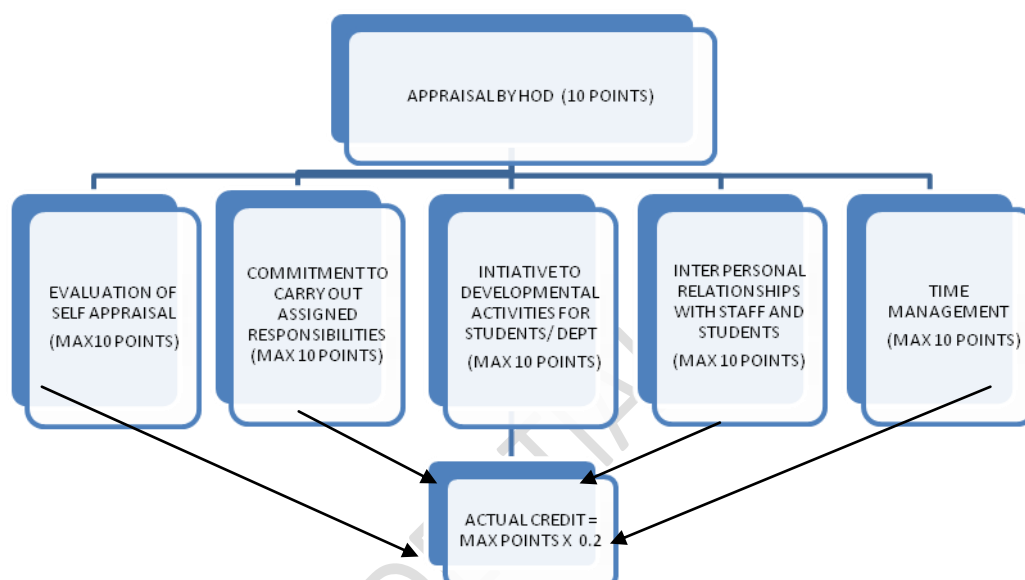 APPRAISAL BY HOD (10 POINTS)
EVALUATION OF
SELF APPRAISAL
(MAX10 POINTS)
COMMITMENT TO
CARRY OUT
ASSIGNED
RESPONSIBILITIES
(MAX 10 POINTS)
INTIATIVE TO
DEVELOPMENTAL
ACTIVITIES FOR
STUDENTS/ DEPT
(MAX 10 POINTS)
INTER PERSONAL
RELATIONSHIPS
WITH STAFF AND
STUDENTS
(MAX 10 POINTS)
TIME
MANAGEMENT
(MAX 10 POINTS)
ACTUAL CREDIT =
MAX POINTS X 0.2